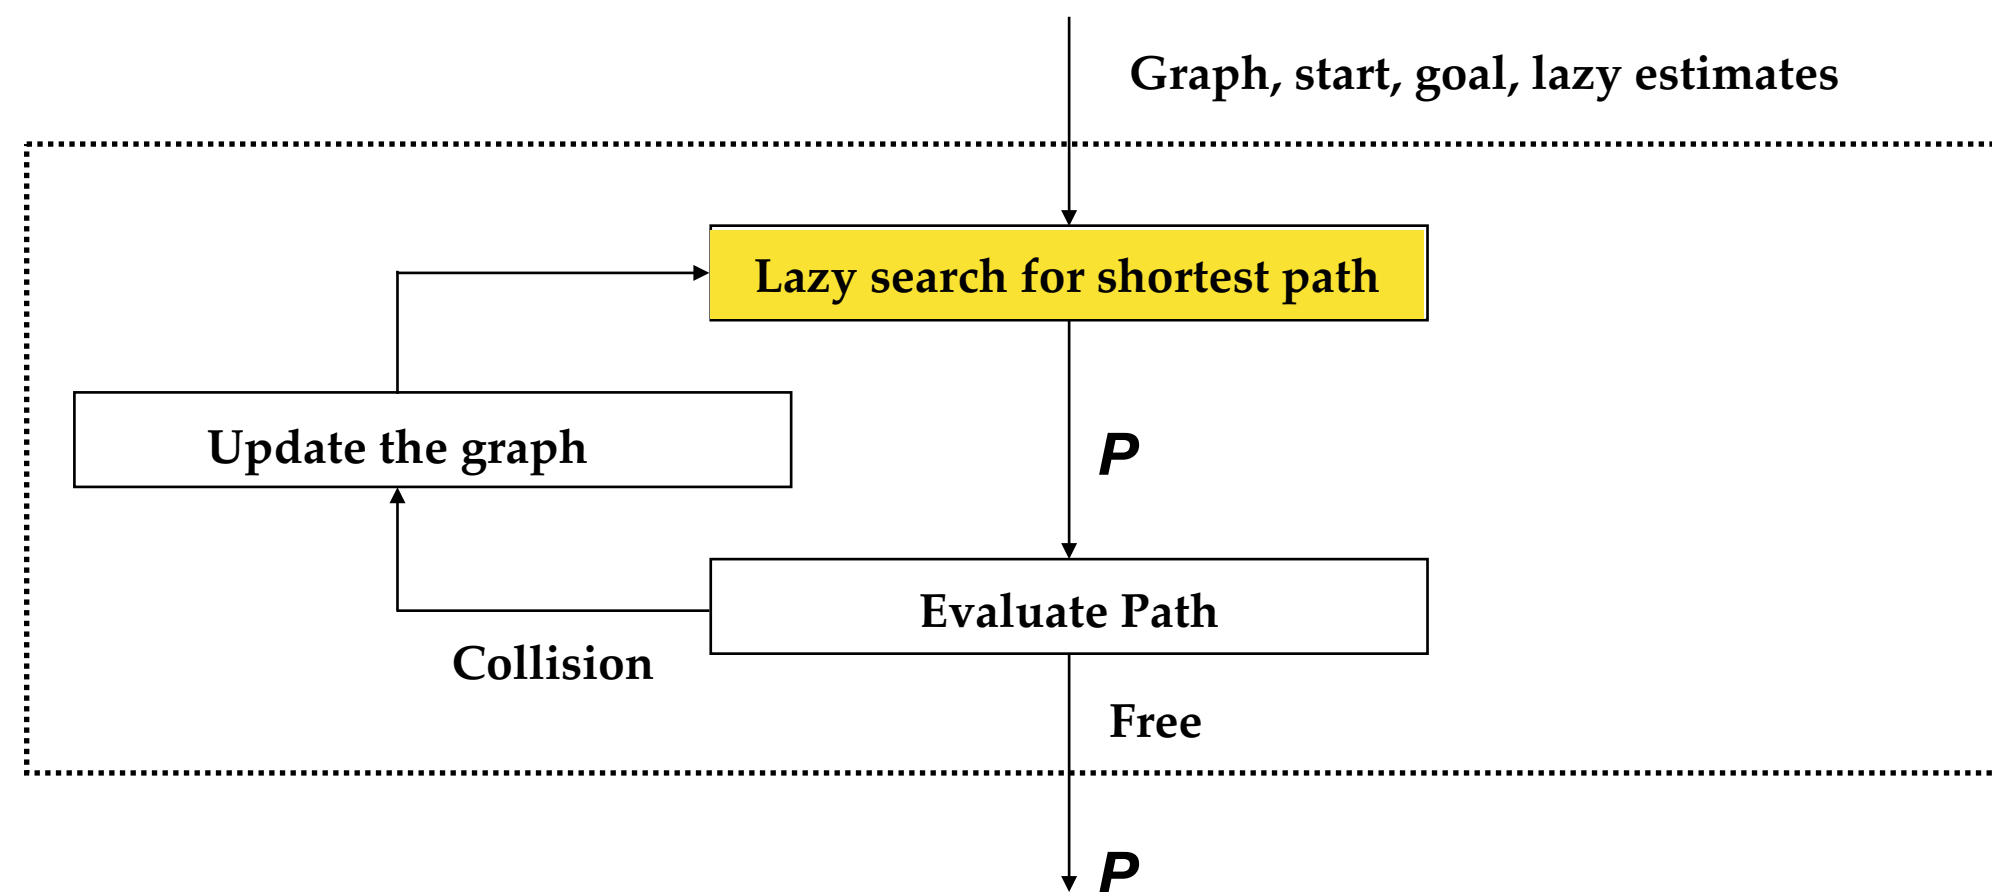 Graph, start, goal, lazy estimates
Lazy search for shortest path
Update the graph
P
Evaluate Path
Collision
Free
P